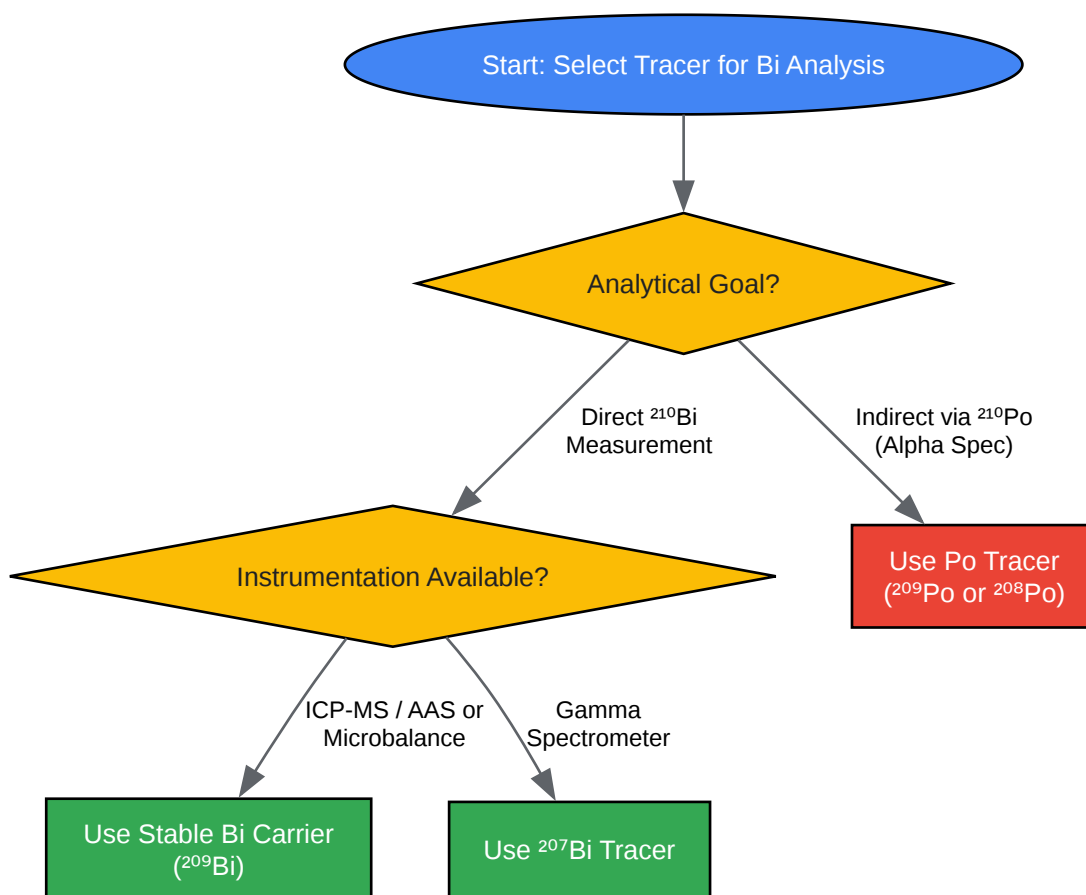 Start: Select Tracer for Bi Analysis
Analytical Goal?
Direct ²¹⁰Bi
Measurement
Indirect via ²¹⁰Po
(Alpha Spec)
Instrumentation Available?
Use Po Tracer
(²⁰⁹Po or ²⁰⁸Po)
ICP-MS / AAS or
Microbalance
Gamma
Spectrometer
Use Stable Bi Carrier
(²⁰⁹Bi)
Use ²⁰⁷Bi Tracer